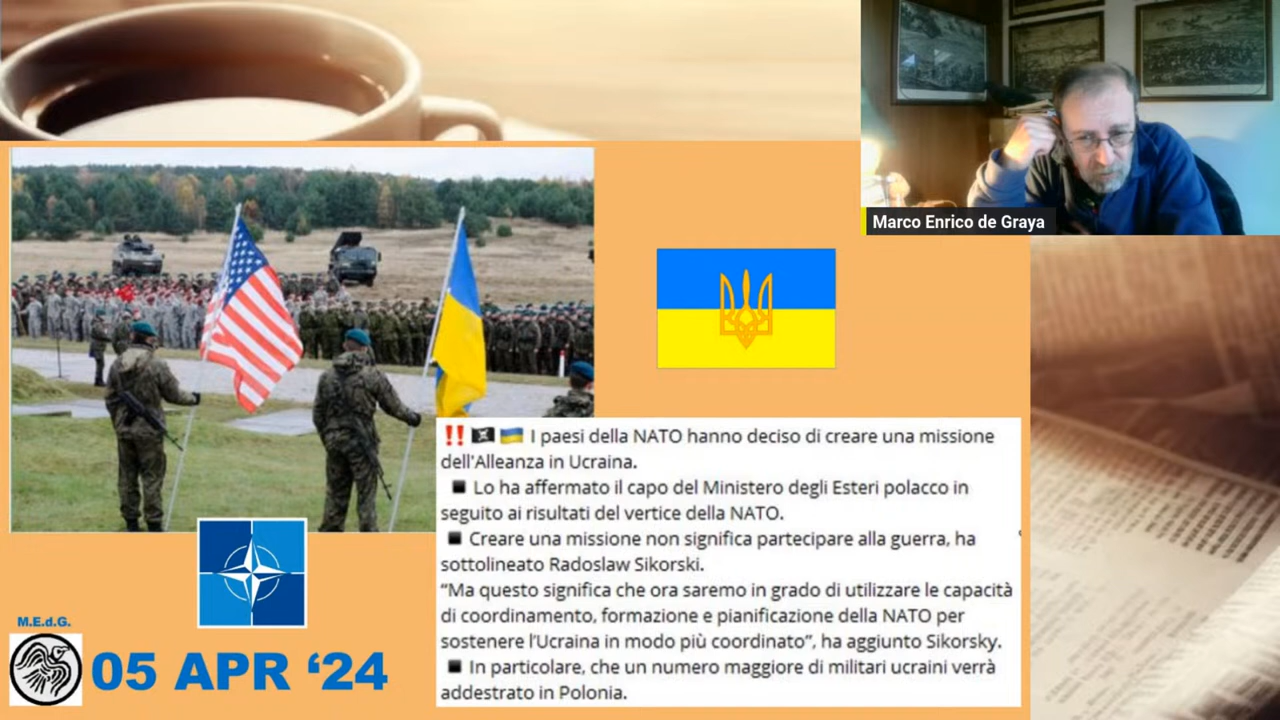 Marco Enrico de Graya
‼️🏴‍☠️🇺🇦 I paesi della NATO hanno deciso di creare una missione
dell'Alleanza in Ucraina.
◾ Lo ha affermato il capo del Ministero degli Esteri polacco in
seguito ai risultati del vertice della NATO.
◾ Creare una missione non significa partecipare alla guerra, ha
sottolineato Radoslaw Sikorski.
“Ma questo significa che ora saremo in grado di utilizzare le capacità
di coordinamento, formazione e pianificazione della NATO per
sostenere l’Ucraina in modo più coordinato”, ha aggiunto Sikorsky.
◾ In particolare, che un numero maggiore di militari ucraini verrà
addestrato in Polonia.
M.E.d.G.
05 APR ‘24